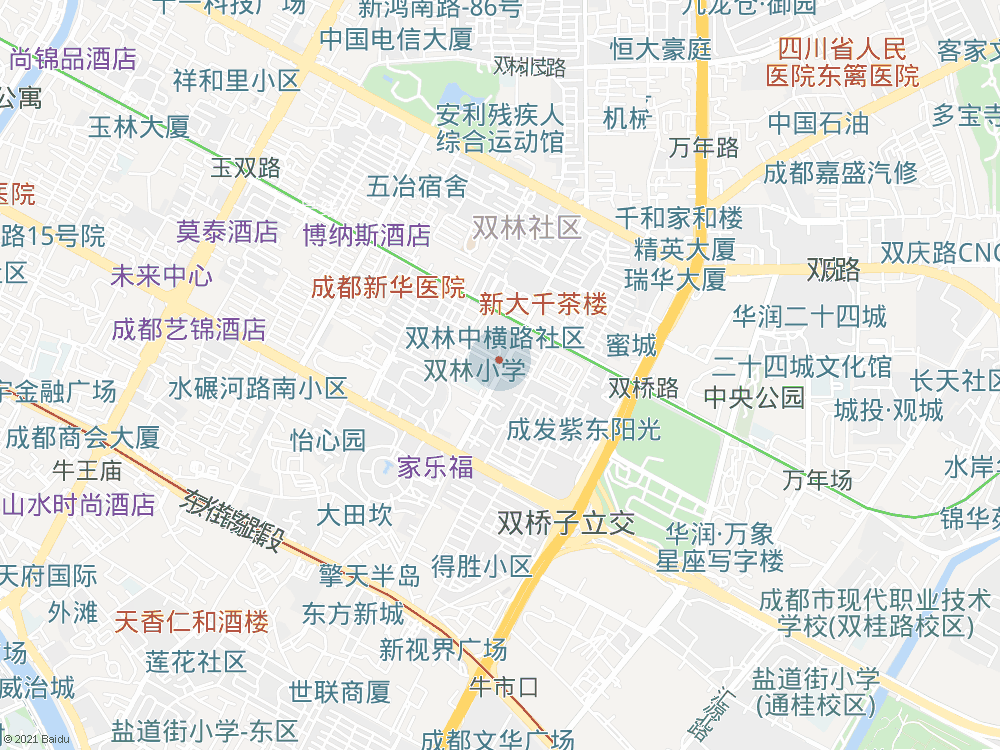 新鸿南路-86号
九龙仓·御园
中国电信大厦
恒大豪庭
四川省人民
医院东篱医院
客家文
尚锦品酒店
祥和里小区
双林北支路
公寓
玉林大厦
安利残疾人
综合运动馆
中国石油
多宝寺
万年路
玉双路
五冶宿舍
成都嘉盛汽修
医院
路15号院
莫泰酒店
博纳斯酒店
双林社区
千和家和楼
精英大厦
瑞华大厦
双庆路CNG
双庆路
社区
未来中心
成都新华医院
新大千茶楼
成都艺锦酒店
双林中横路社区
蜜城
华润二十四城
双林小学
二十四城文化馆
长天社区
宇金融广场
水碾河路南小区
双桥路
中央公园
城投·观城
成都商会大厦
怡心园
成发紫东阳光
牛王庙
家乐福
万年场
水岸华
山水时尚酒店
大田坎
双桥子立交
锦华苑
华润·万象
星座写字楼
天府国际
擎天半岛
得胜小区
外滩
天香仁和酒楼
东方新城
成都市现代职业技术
学校(双桂路校区)
场
莲花社区
新视界广场
威治城
世联商厦
牛市口
盐道街小学
(通桂校区)
汇源路
盐道街小学-东区
成都文华广场
© 2021 Baidu